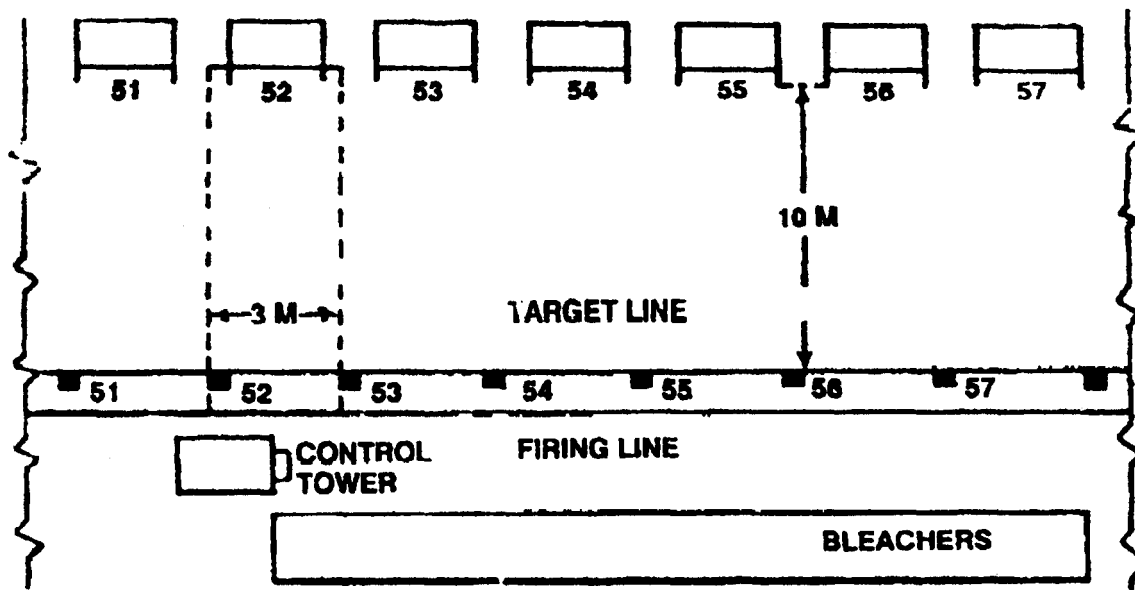 51 52 53 54 55 56 57
10 M
3 M
TARGET LINE
51 52 53 54 55 56 57
CONTROL TOWER
FIRING LINE
BLEACHERS